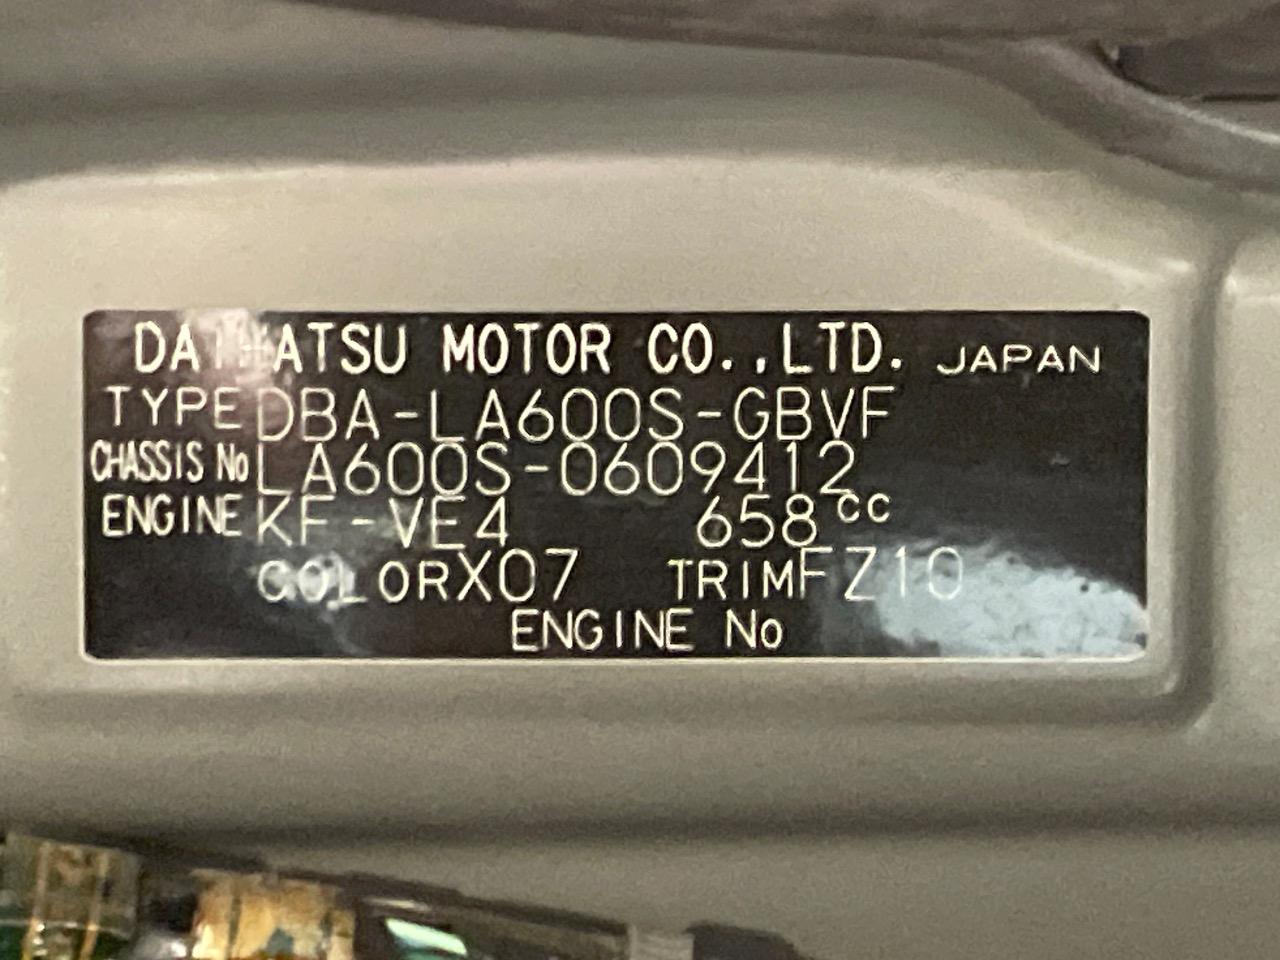 DAIHATSU MOTOR CO.,LTD. JAPAN
TYPE DBA-LA600S-GBVF
CHASSIS No LA600S-0609412
ENGINE KF-VE4 658cc
COLOR X07 TRIM FZ10
ENGINE No